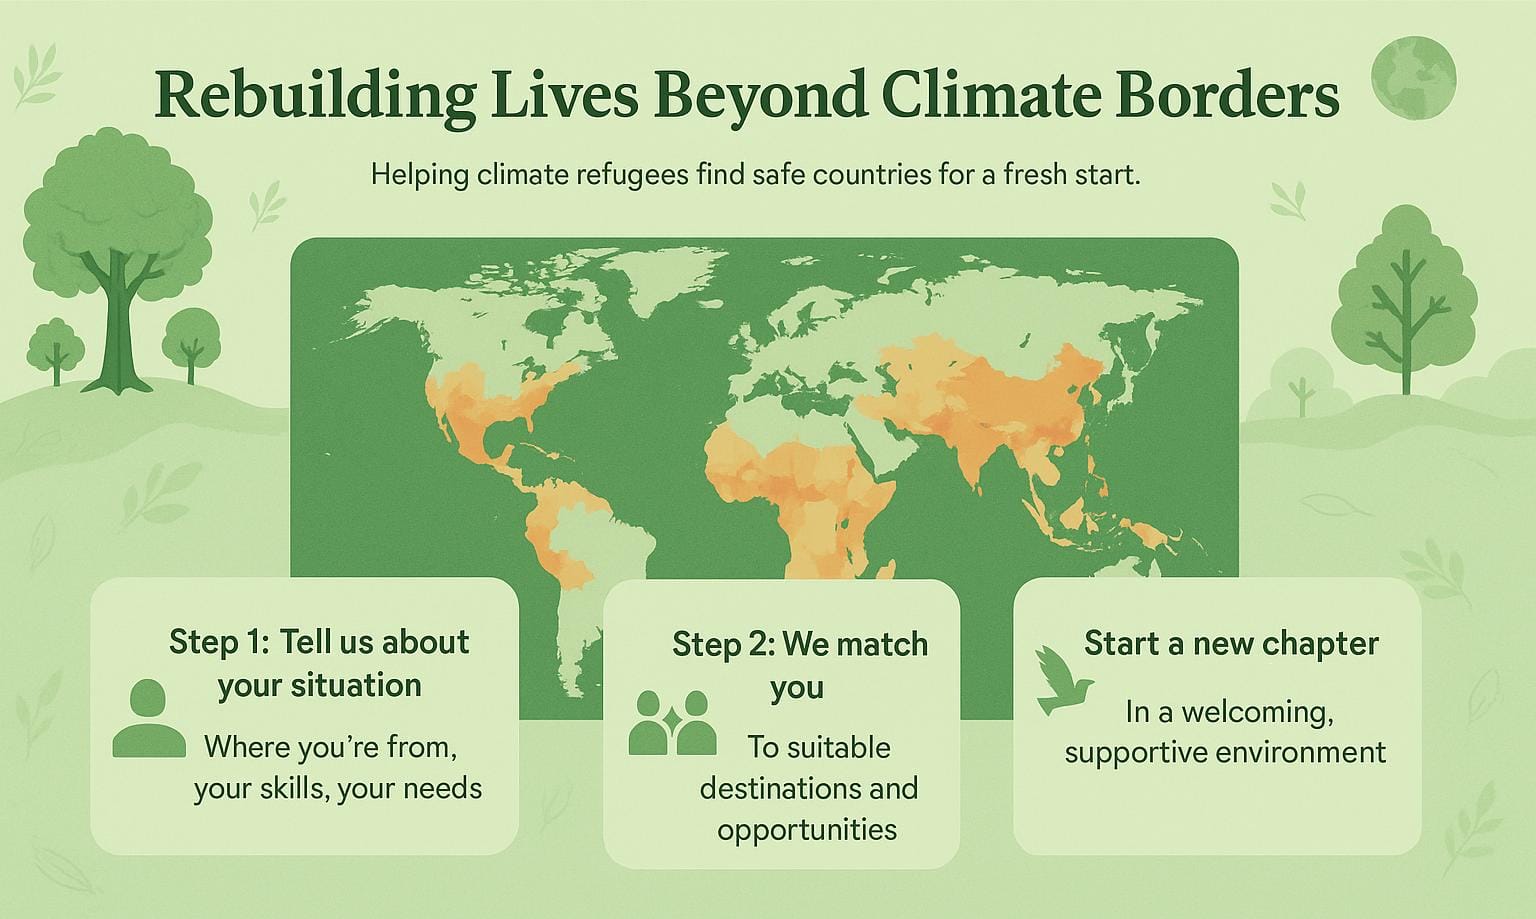 Rebuilding Lives Beyond Climate Borders
Helping climate refugees find safe countries for a fresh start.
Step 1: Tell us about
your situation
Where you’re from,
your skills, your needs
Step 2: We match
you
To suitable
destinations and
opportunities
Start a new chapter
In a welcoming,
supportive environment